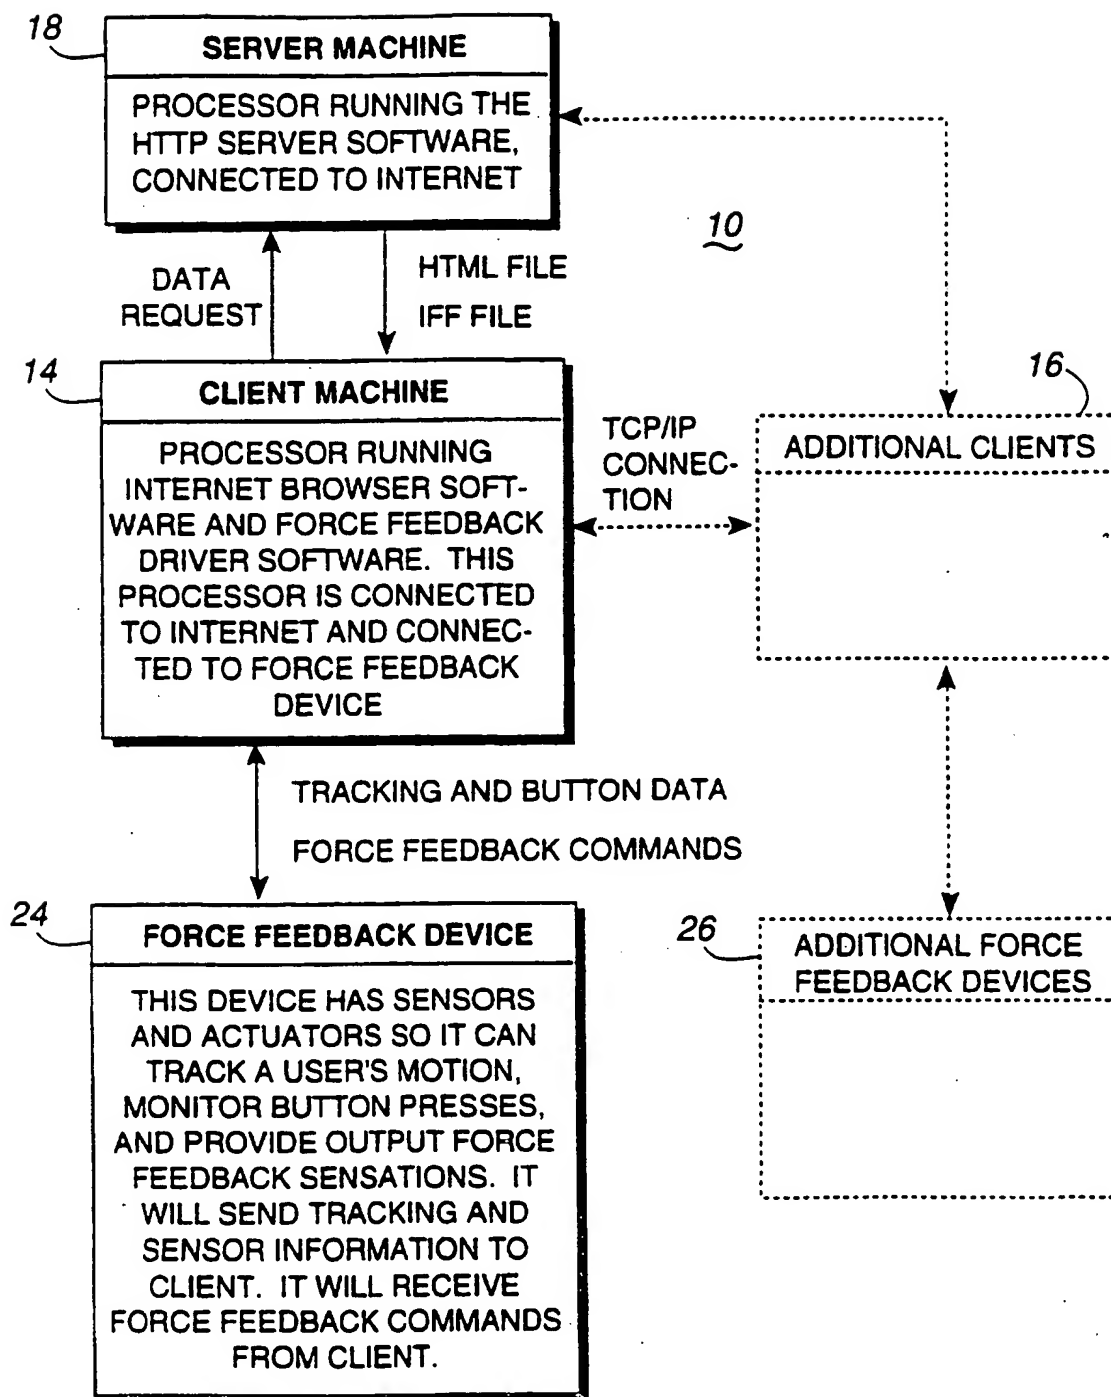 18
SERVER MACHINE
PROCESSOR RUNNING THE
HTTP SERVER SOFTWARE,
CONNECTED TO INTERNET
10
DATA
REQUEST
HTML FILE
IFF FILE
14
CLIENT MACHINE
PROCESSOR RUNNING
INTERNET BROWSER SOFT-
WARE AND FORCE FEEDBACK
DRIVER SOFTWARE. THIS
PROCESSOR IS CONNECTED
TO INTERNET AND CONNEC-
TED TO FORCE FEEDBACK
DEVICE
TCP/IP
CONNEC-
TION
16
ADDITIONAL CLIENTS
TRACKING AND BUTTON DATA
FORCE FEEDBACK COMMANDS
24
FORCE FEEDBACK DEVICE
THIS DEVICE HAS SENSORS
AND ACTUATORS SO IT CAN
TRACK A USER'S MOTION,
MONITOR BUTTON PRESSES,
AND PROVIDE OUTPUT FORCE
FEEDBACK SENSATIONS. IT
WILL SEND TRACKING AND
SENSOR INFORMATION TO
CLIENT. IT WILL RECEIVE
FORCE FEEDBACK COMMANDS
FROM CLIENT.
26
ADDITIONAL FORCE
FEEDBACK DEVICES